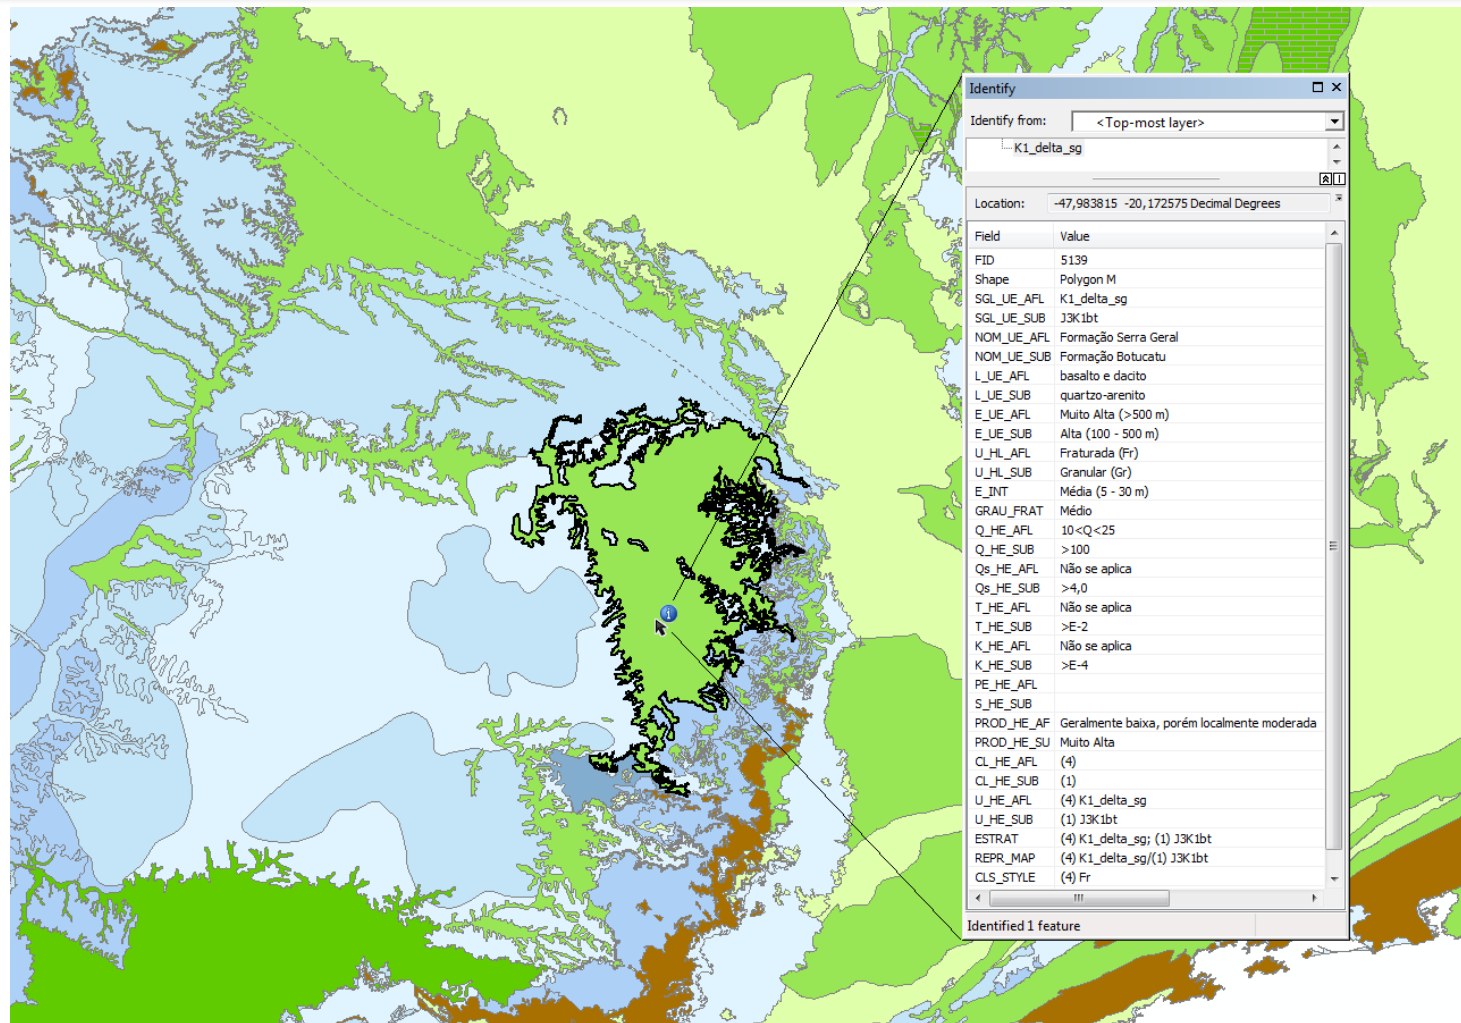 Identify
Identify from: <Top-most layer>
K1_delta_sg
Location: -47,983815 -20,172575 Decimal Degrees
Field Value
FID 5139
Shape Polygon M
SGL_UE_AFL K1_delta_sg
SGL_UE_SUB J3K1bt
NOM_UE_AFL Formação Serra Geral
NOM_UE_SUB Formação Botucatu
L_UE_AFL basalto e dacito
L_UE_SUB quartzo-arenito
E_UE_AFL Muito Alta (>500 m)
E_UE_SUB Alta (100 - 500 m)
U_HL_AFL Fraturada (Fr)
U_HL_SUB Granular (Gr)
E_INT Média (5 - 30 m)
GRAU_FRAT Médio
Q_HE_AFL 10<Q<25
Q_HE_SUB >100
Qs_HE_AFL Não se aplica
Qs_HE_SUB >4,0
T_HE_AFL Não se aplica
T_HE_SUB >E-2
K_HE_AFL Não se aplica
K_HE_SUB >E-4
PE_HE_AFL
S_HE_SUB
PROD_HE_AF Geralmente baixa, porém localmente moderada
PROD_HE_SU Muito Alta
CL_HE_AFL (4)
CL_HE_SUB (1)
U_HE_AFL (4) K1_delta_sg
U_HE_SUB (1) J3K1bt
ESTRAT (4) K1_delta_sg; (1) J3K1bt
REPR_MAP (4) K1_delta_sg/(1) J3K1bt
CLS_STYLE (4) Fr
Identified 1 feature